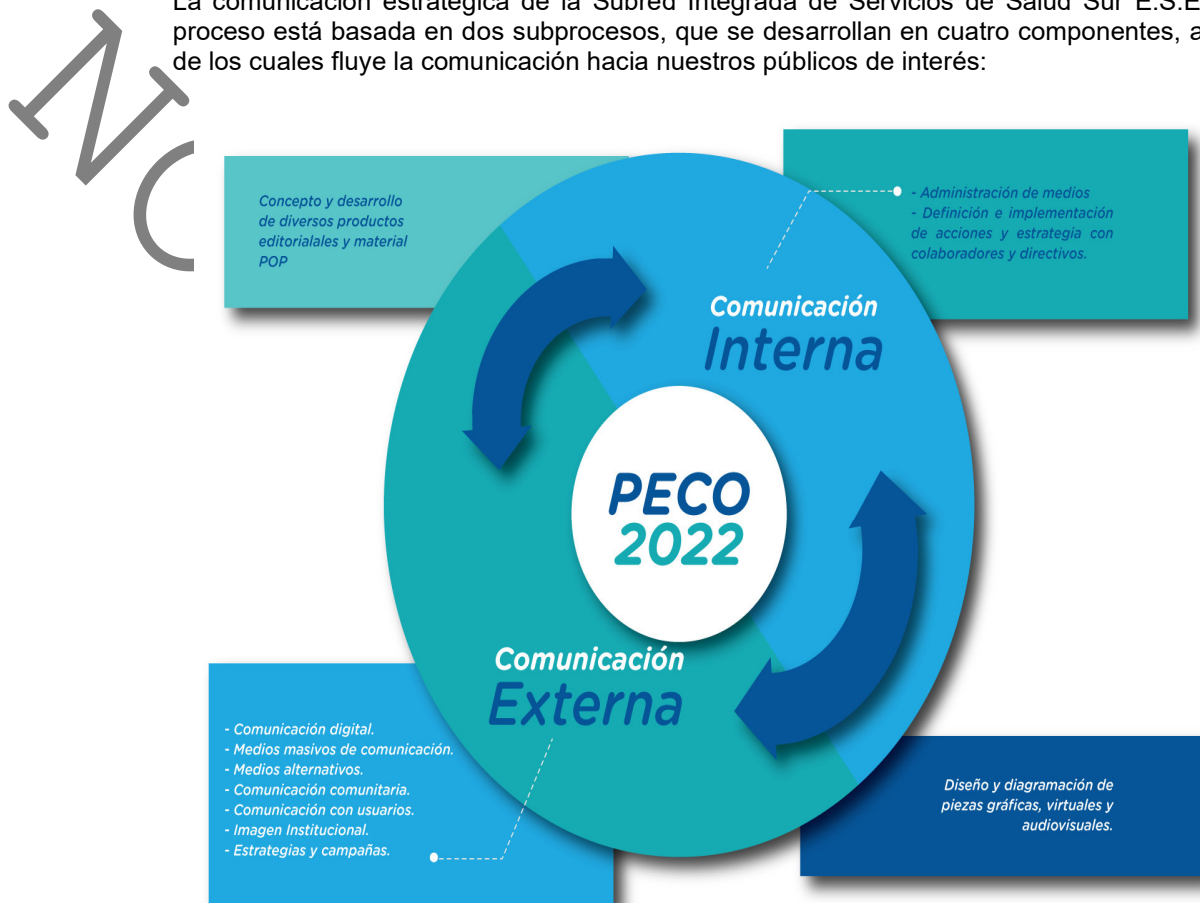 La comunicación estratégica de la Subred Integrada de Servicios de Salud Sur E.S.E
proceso está basada en dos subprocesos, que se desarrollan en cuatro componentes, a
de los cuales fluye la comunicación hacia nuestros públicos de interés:
NO
Concepto y desarrollo
de diversos productos
editorialales y material
POP
- Administración de medios
- Definición e implementación
de acciones y estrategia con
colaboradores y directivos.
Comunicación
Interna
PECO
2022
Comunicación
Externa
- Comunicación digital.
- Medios masivos de comunicación.
- Medios alternativos.
- Comunicación comunitaria.
- Comunicación con usuarios.
- Imagen Institucional.
- Estrategias y campañas.
Diseño y diagramación de
piezas gráficas, virtuales y
audiovisuales.